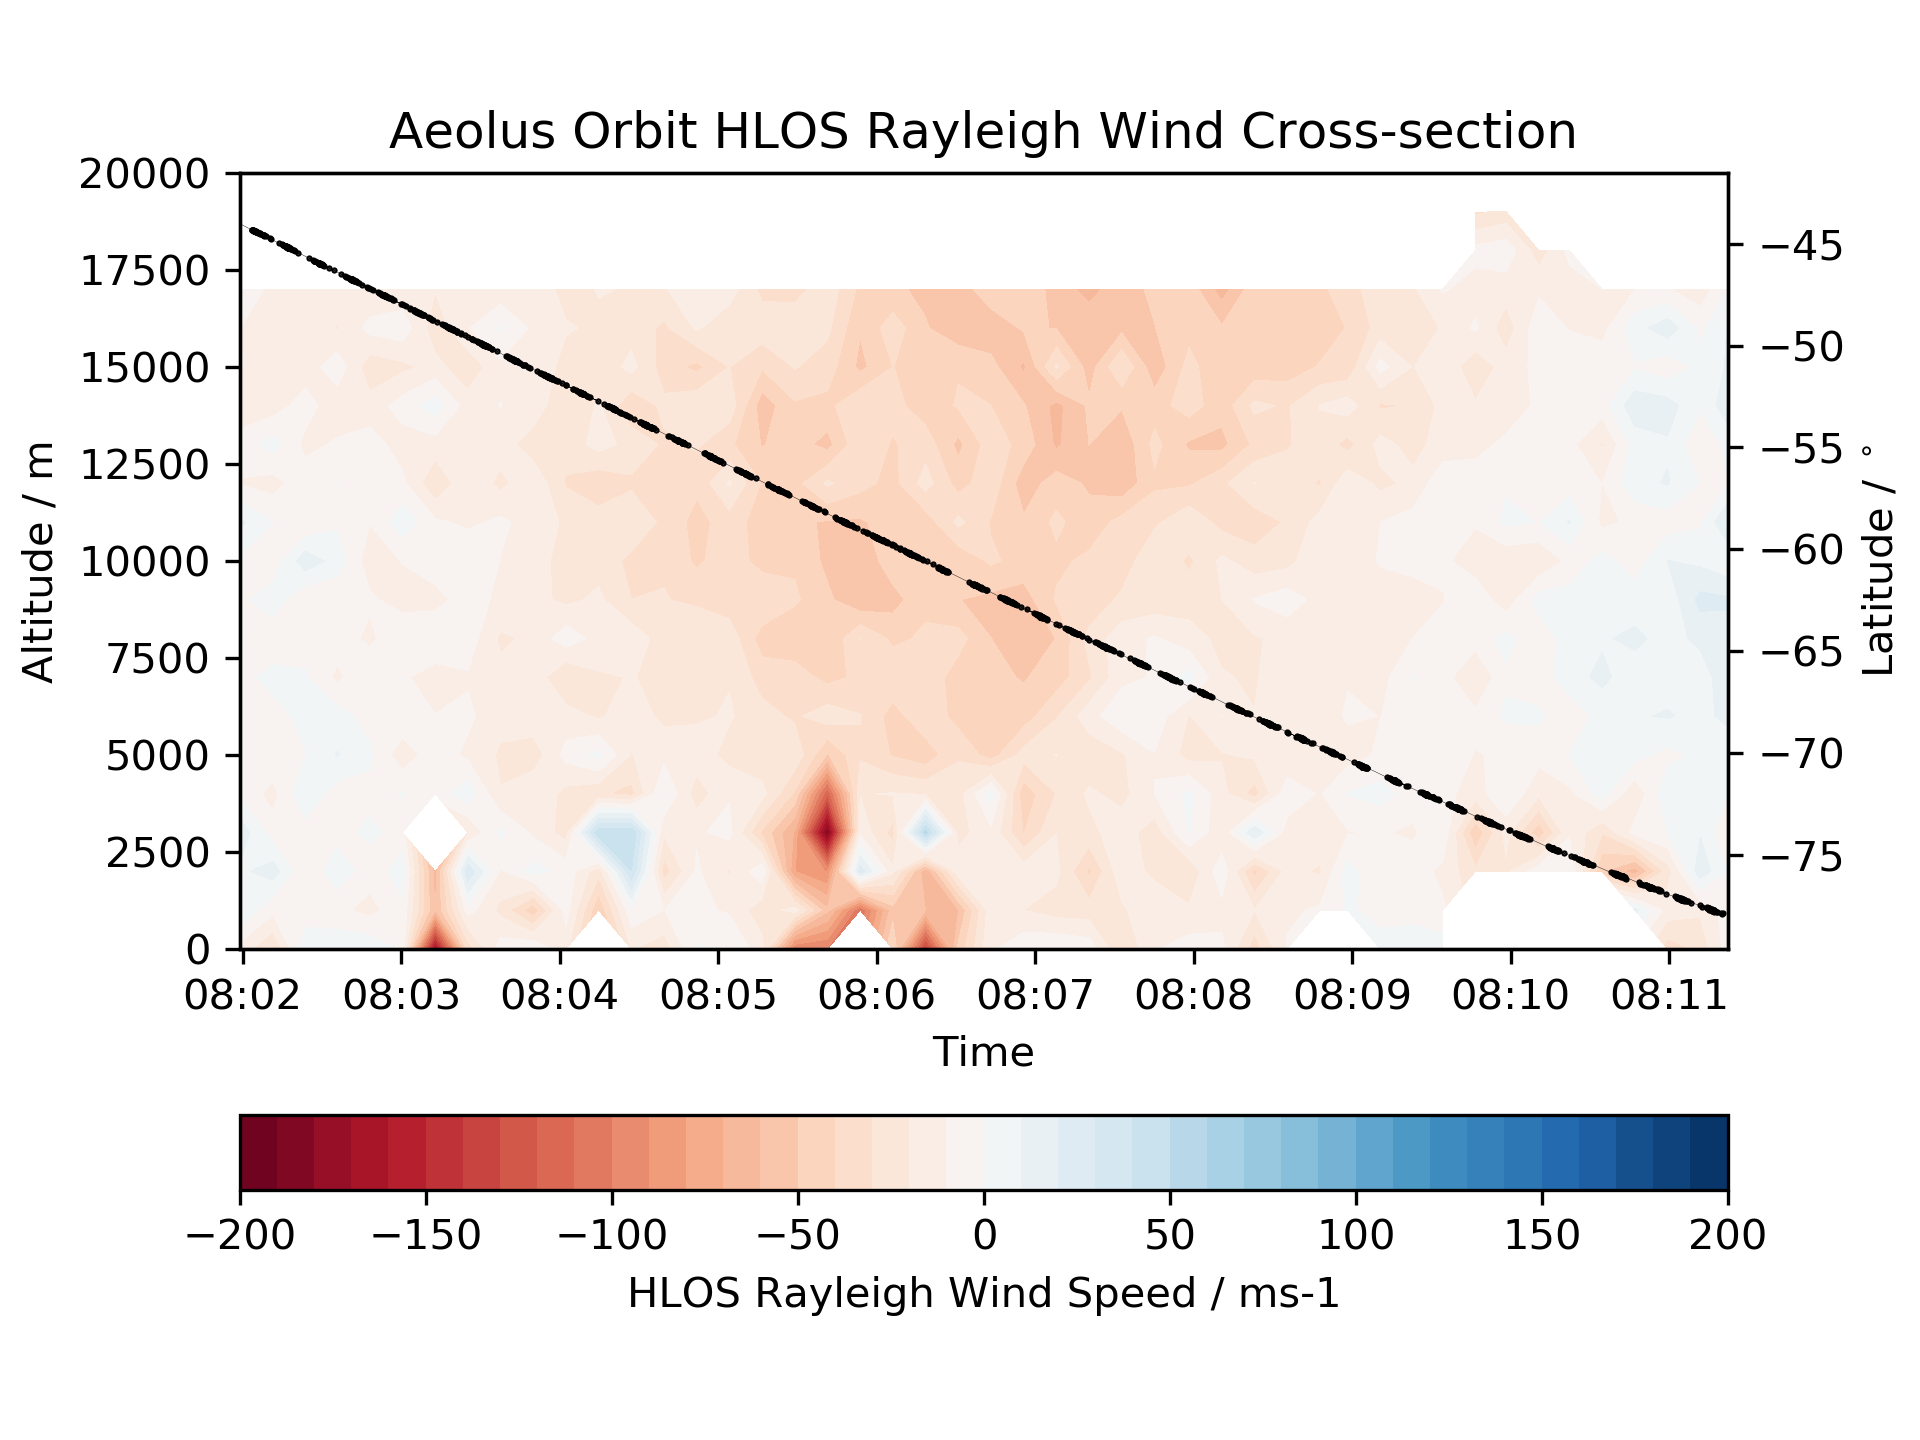 Aeolus Orbit HLOS Rayleigh Wind Cross-section
20000
17500
15000
12500
10000
7500
5000
2500
0
Altitude / m
−45
−50
−55
−60
−65
−70
−75
Latitude / °
08:02 08:03 08:04 08:05 08:06 08:07 08:08 08:09 08:10 08:11
Time
−200 −150 −100 −50 0 50 100 150 200
HLOS Rayleigh Wind Speed / ms-1